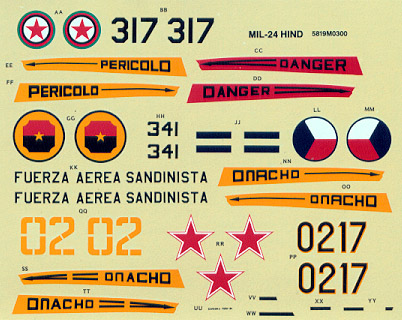 AA
BB
317 317
MIL-24 HIND 5819M0300
CC
EE
PERICOLO
DANGER
FF
DD
PERICOLO
DANGER
GG
HH
341
341
JJ
LL
MM
KK
NN
ОПАСНО
FUERZA AEREA SANDINISTA
FUERZA AEREA SANDINISTA
OO
ОПАСНО
QQ
02 02
RR
0217
PP
0217
SS
ОПАСНО
TT
ОПАСНО
UU
VV
WW
XX
YY